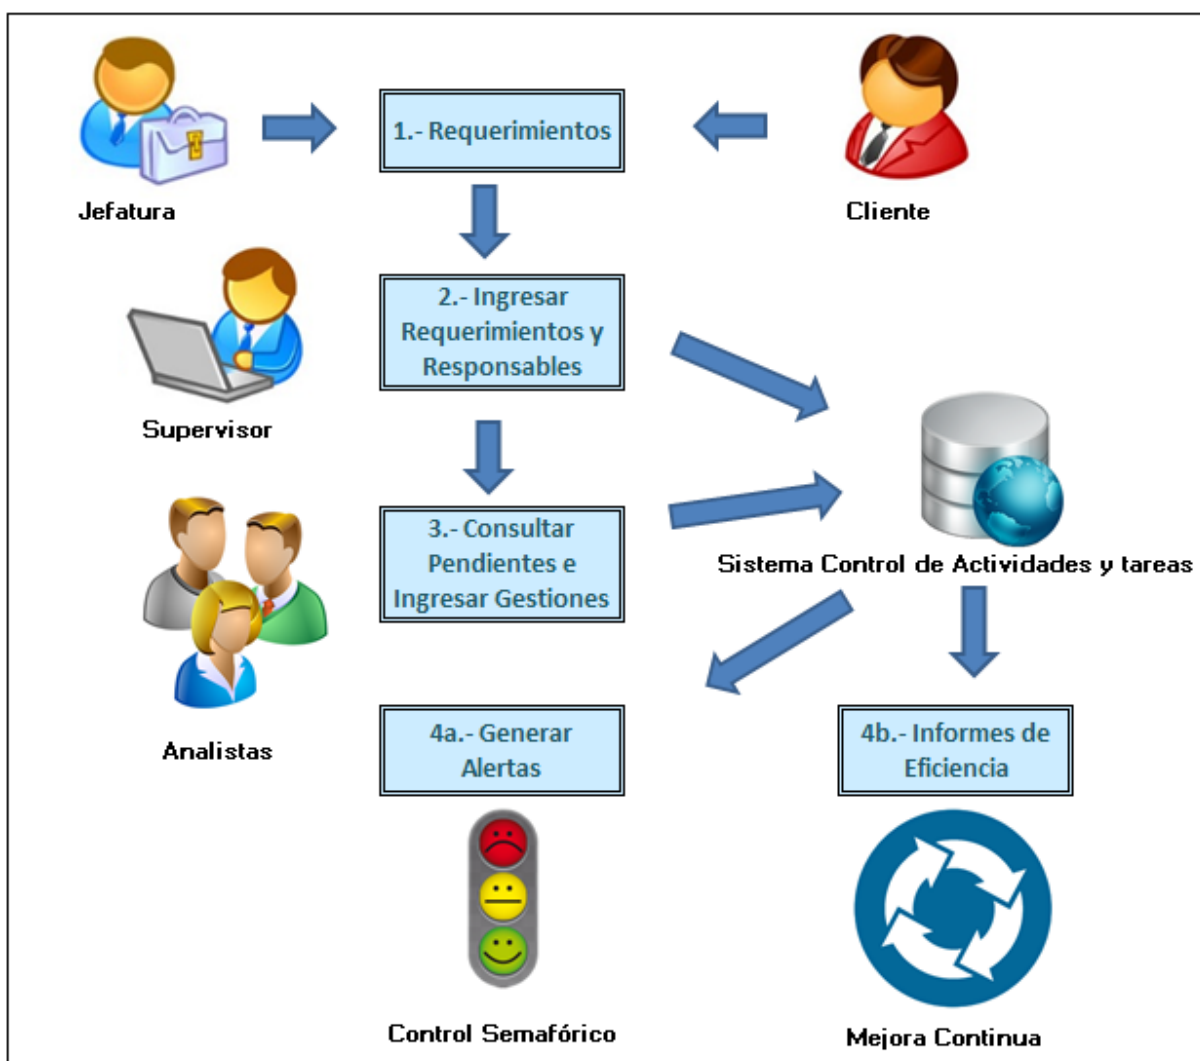 1.- Requerimientos
Jefatura
Cliente
2.- Ingresar
Requerimientos y
Responsables
Supervisor
3.- Consultar
Pendientes e
Ingresar Gestiones
Sistema Control de Actividades y tareas
Analistas
4a.- Generar
Alertas
4b.- Informes de
Eficiencia
Control Semafórico
Mejora Continua